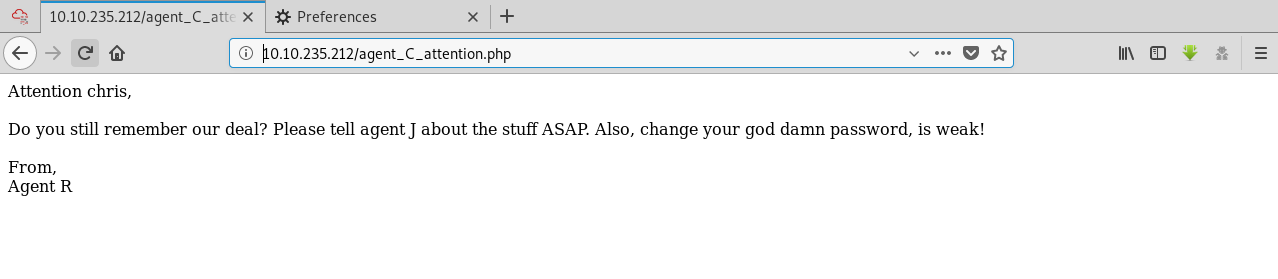 10.10.235.212/agent_C_atte
Preferences
10.10.235.212/agent_C_attention.php
Attention chris,
Do you still remember our deal? Please tell agent J about the stuff ASAP. Also, change your god damn password, is weak!
From,
Agent R